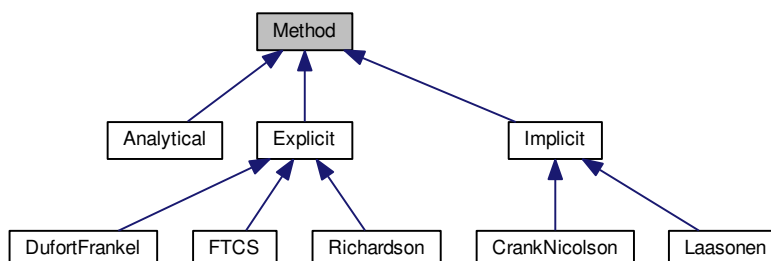 Method
Analytical
Explicit
Implicit
DufortFrankel
FTCS
Richardson
CrankNicolson
Laasonen